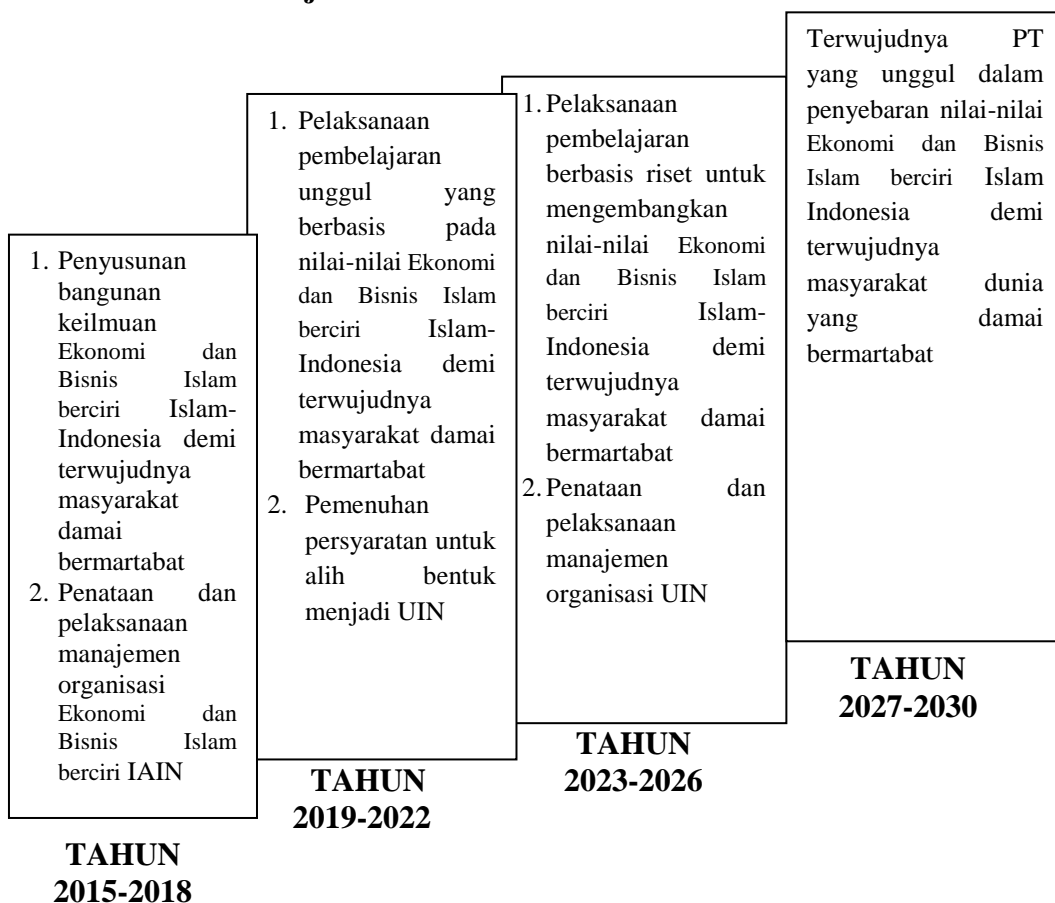 1. Penyusunan
bangunan
keilmuan
Ekonomi dan
Bisnis Islam
berciri Islam-
Indonesia demi
terwujudnya
masyarakat
damai
bermartabat
2. Penataan dan
pelaksanaan
manajemen
organisasi
Ekonomi dan
Bisnis Islam
berciri IAIN
TAHUN
2015-2018
1. Pelaksanaan
pembelajaran
unggul yang
berbasis pada
nilai-nilai Ekonomi
dan Bisnis Islam
berciri Islam-
Indonesia demi
terwujudnya
masyarakat damai
bermartabat
2. Pemenuhan
persyaratan untuk
alih bentuk
menjadi UIN
TAHUN
2019-2022
1. Pelaksanaan
pembelajaran
berbasis riset untuk
mengembangkan
nilai-nilai Ekonomi
dan Bisnis Islam
berciri Islam-
Indonesia demi
terwujudnya
masyarakat damai
bermartabat
2. Penataan dan
pelaksanaan
manajemen
organisasi UIN
TAHUN
2023-2026
Terwujudnya PT
yang unggul dalam
penyebaran nilai-nilai
Ekonomi dan Bisnis
Islam berciri Islam
Indonesia demi
terwujudnya
masyarakat dunia
yang damai
bermartabat
TAHUN
2027-2030